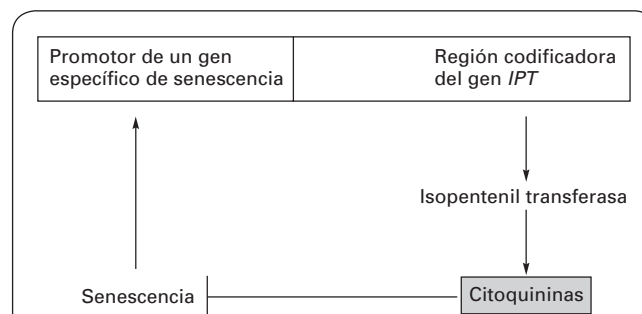 Promotor de un gen
específico de senescencia
Región codificadora
del gen IPT
Isopentenil transferasa
Senescencia
Citoquininas